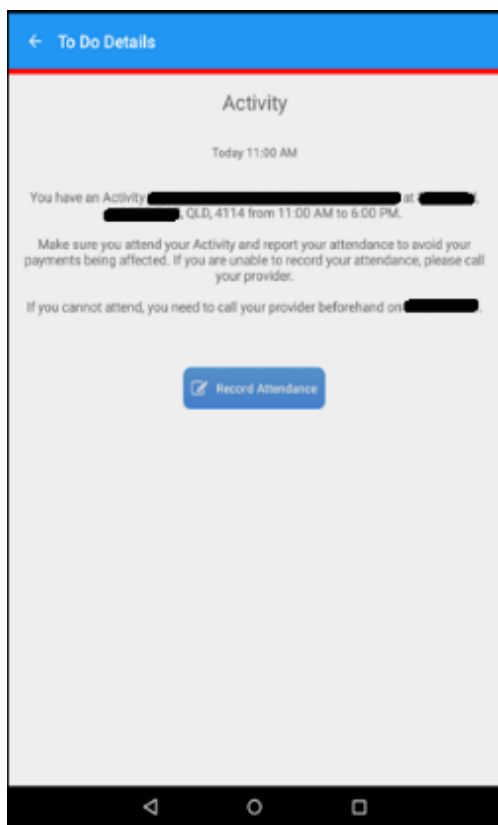 To Do Details
Activity
Today 11:00 AM
You have an Activity at
, QLD, 4114 from 11:00 AM to 6:00 PM.
Make sure you attend your Activity and report your attendance to avoid your
payments being affected. If you are unable to record your attendance, please call
your provider.
If you cannot attend, you need to call your provider beforehand on .
Record Attendance